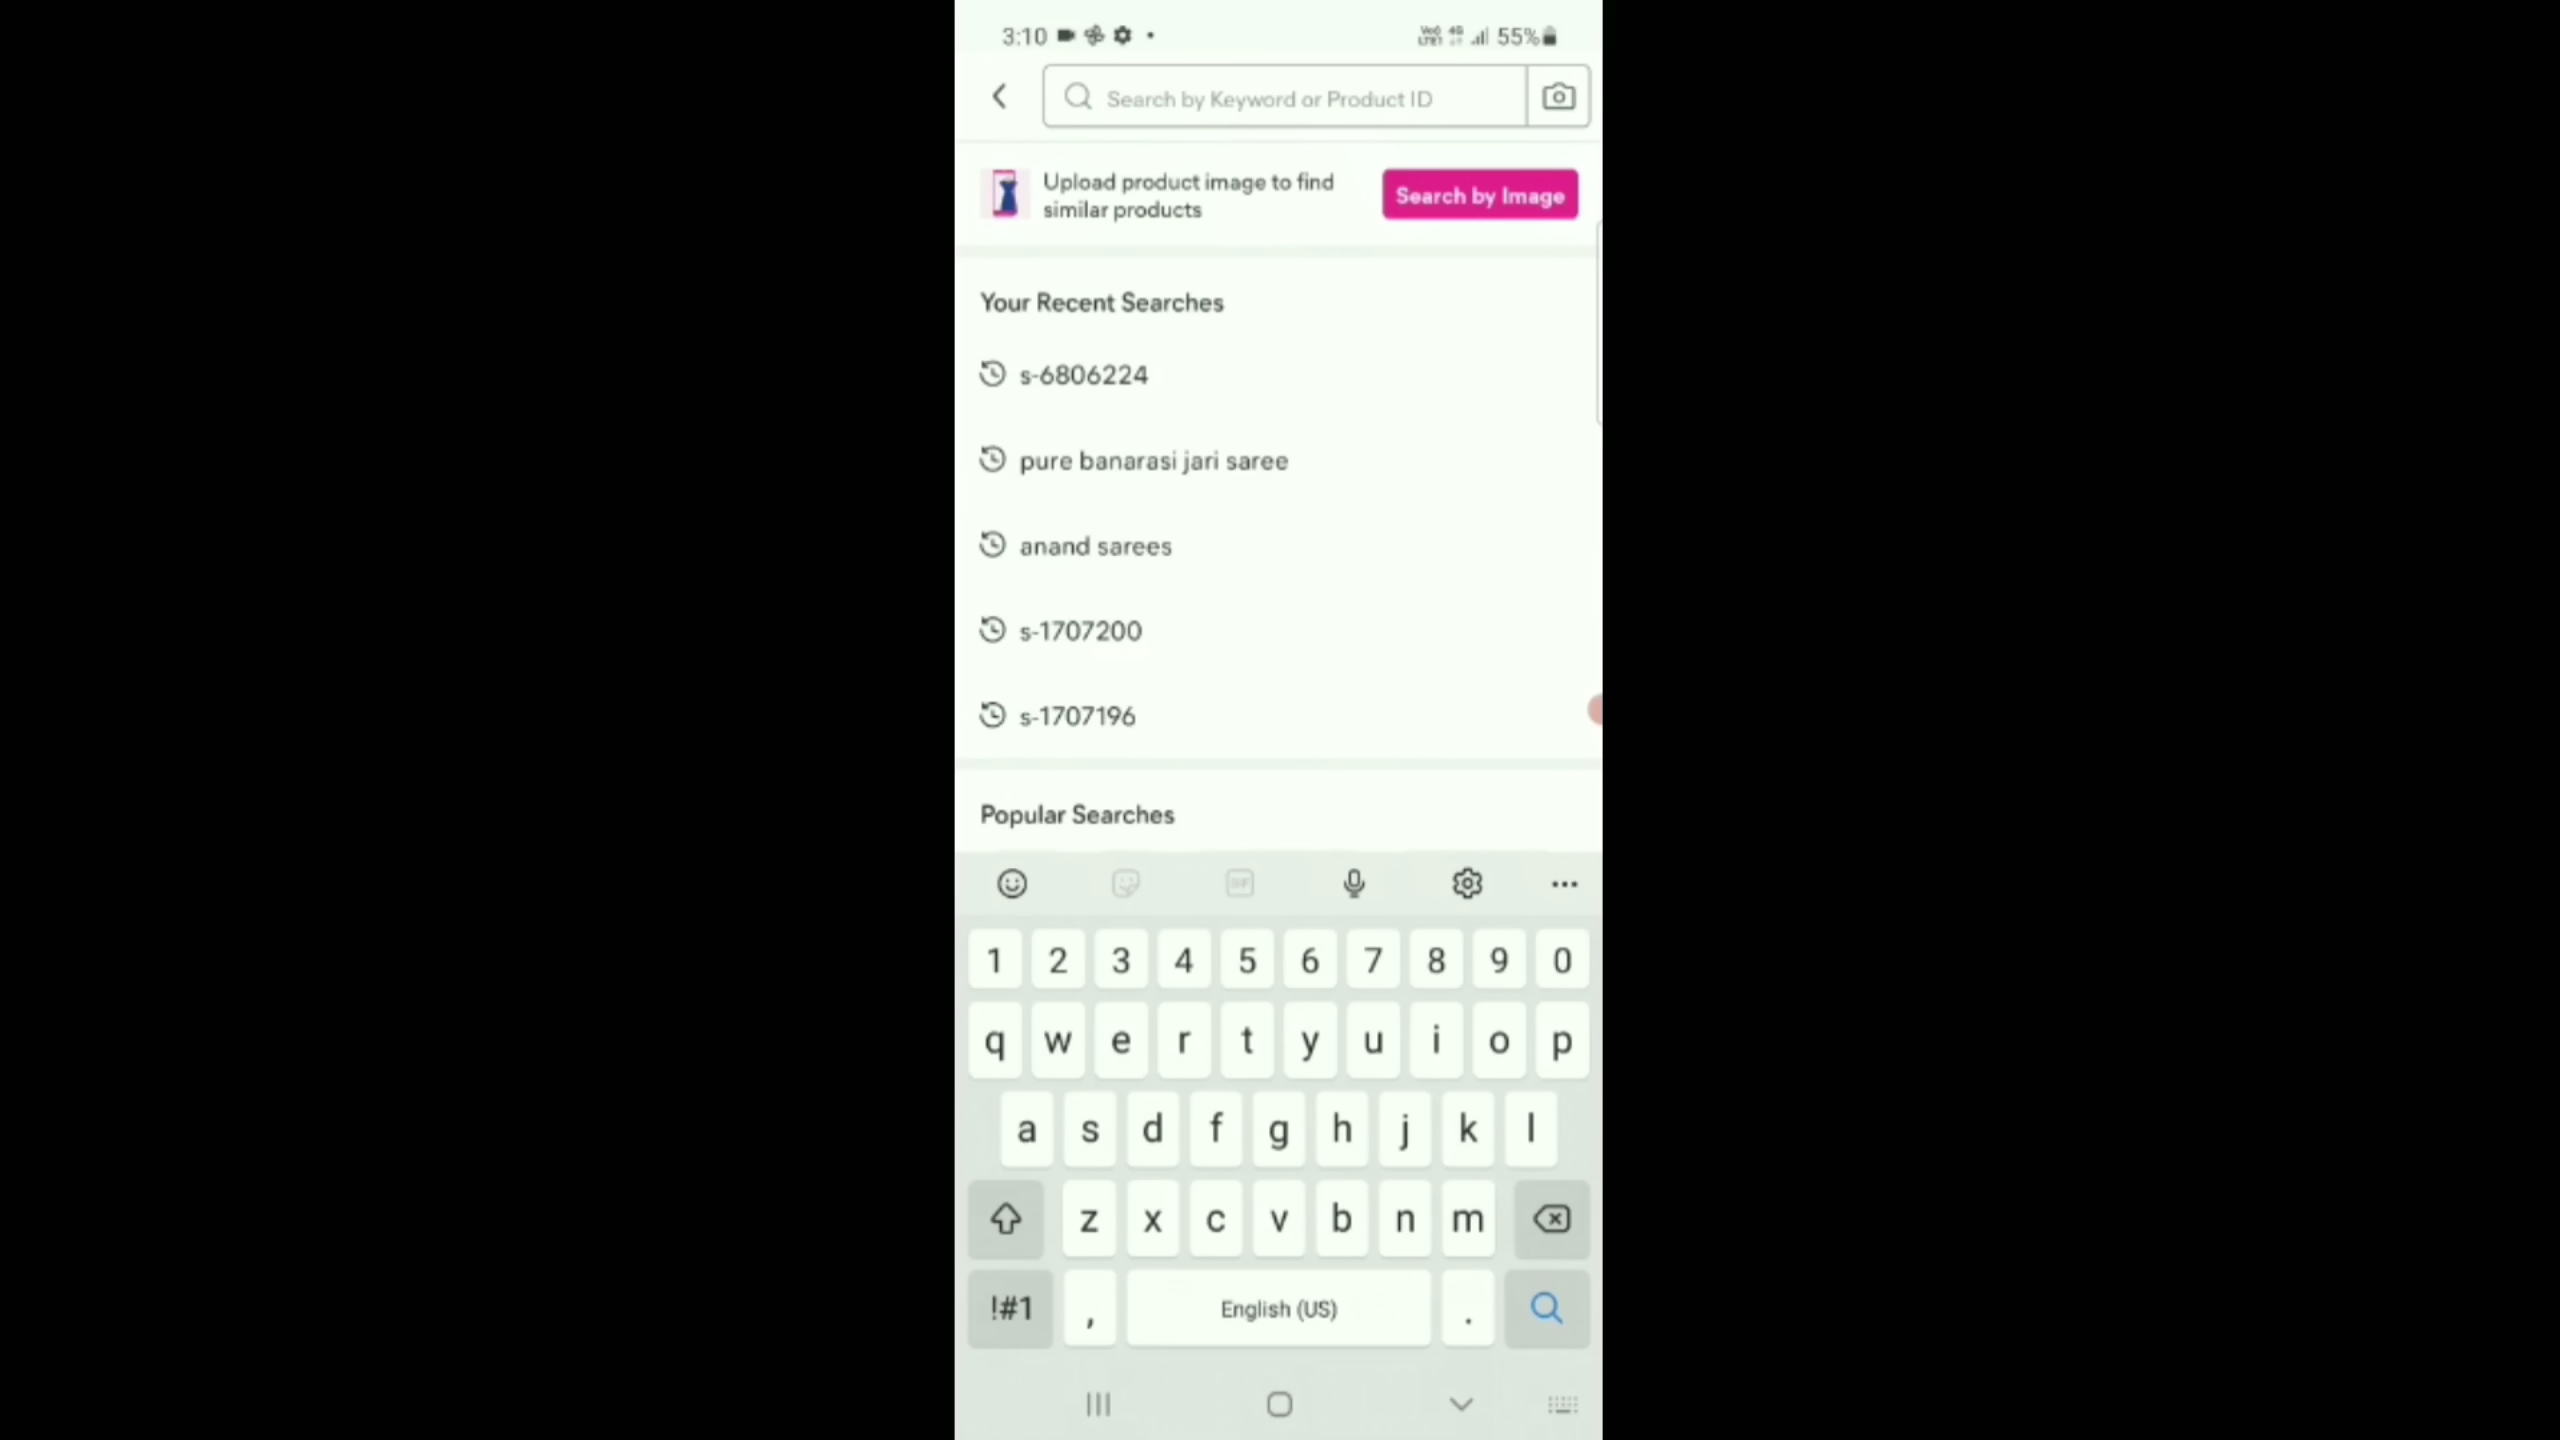 3:10 55%
Search by Keyword or Product ID
Upload product image to find
similar products
Search by Image
Your Recent Searches
s-6806224
pure banarasi jari saree
anand sarees
s-1707200
s-1707196
Popular Searches
1 2 3 4 5 6 7 8 9 0
q w e r t y u i o p
a s d f g h j k l
z x c v b n m
!#1 , English (US) .